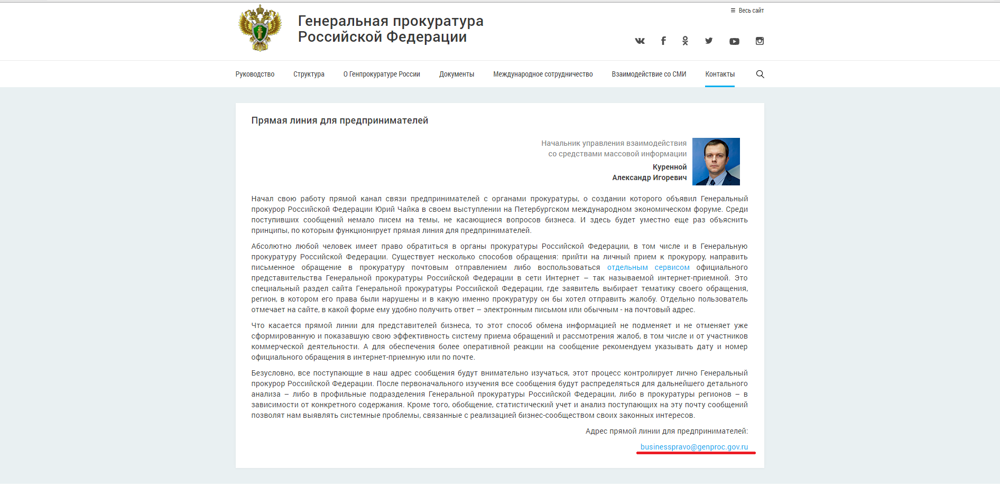 Весь сайт
Генеральная прокуратура
Российской Федерации
Руководство Структура О Генпрокуратуре России Документы Международное сотрудничество Взаимодействие со СМИ Контакты
Прямая линия для предпринимателей
Начальник управления взаимодействия
со средствами массовой информации
Куренной
Александр Игоревич
Начал свою работу прямой канал связи предпринимателей с органами прокуратуры, о создании которого объявил Генеральный
прокурор Российской Федерации Юрий Чайка в своем выступлении на Петербургском международном экономическом форуме. Среди
поступивших сообщений немало писем на темы, не касающиеся вопросов бизнеса. И здесь будет уместно еще раз объяснить
принципы, по которым функционирует прямая линия для предпринимателей.
Абсолютно любой человек имеет право обратиться в органы прокуратуры Российской Федерации, в том числе и в Генеральную
прокуратуру Российской Федерации. Существует несколько способов обращения: прийти на личный прием к прокурору, направить
письменное обращение в прокуратуру почтовым отправлением либо воспользоваться отдельным сервисом официального
представительства Генеральной прокуратуры Российской Федерации в сети Интернет – так называемой интернет-приемной. Это
специальный раздел сайта Генеральной прокуратуры Российской Федерации, где заявитель выбирает тематику своего обращения,
регион, в котором его права были нарушены и в какую именно прокуратуру он бы хотел отправить жалобу. Отдельно пользователь
отмечает на сайте, в какой форме ему удобно получить ответ – электронным письмом или обычным - на почтовый адрес.
Что касается прямой линии для представителей бизнеса, то этот способ обмена информацией не подменяет и не отменяет уже
сформированную и показавшую свою эффективность систему приема обращений и рассмотрения жалоб, в том числе и от участников
коммерческой деятельности. А для обеспечения более оперативной реакции на сообщение рекомендуем указывать дату и номер
официального обращения в интернет-приемную или по почте.
Безусловно, все поступающие в наш адрес сообщения будут внимательно изучаться, этот процесс контролирует лично Генеральный
прокурор Российской Федерации. После первоначального изучения все сообщения будут распределяться для дальнейшего детального
анализа – либо в профильные подразделения Генеральной прокуратуры Российской Федерации, либо в прокуратуры регионов – в
зависимости от конкретного содержания. Кроме того, обобщение, статистический учет и анализ поступающих на эту почту сообщений
позволят нам выявлять системные проблемы, связанные с реализацией бизнес-сообществом своих законных интересов.
Адрес прямой линии для предпринимателей:
businesspravo@genproc.gov.ru